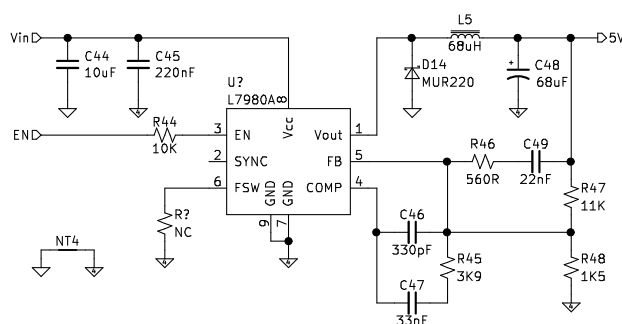 Vin
C44
10uF
C45
220nF
U?
L7980A
8
Vcc
L5
68uH
D14
MUR220
C48
68uF
5V
EN
R44
10K
3
EN
Vout
1
2
SYNC
FB
5
6
FSW
COMP
4
GND
GND
9
7
R?
NC
R46
560R
C49
22nF
R47
11K
C46
330pF
R45
3K9
R48
1K5
C47
33nF
NT4